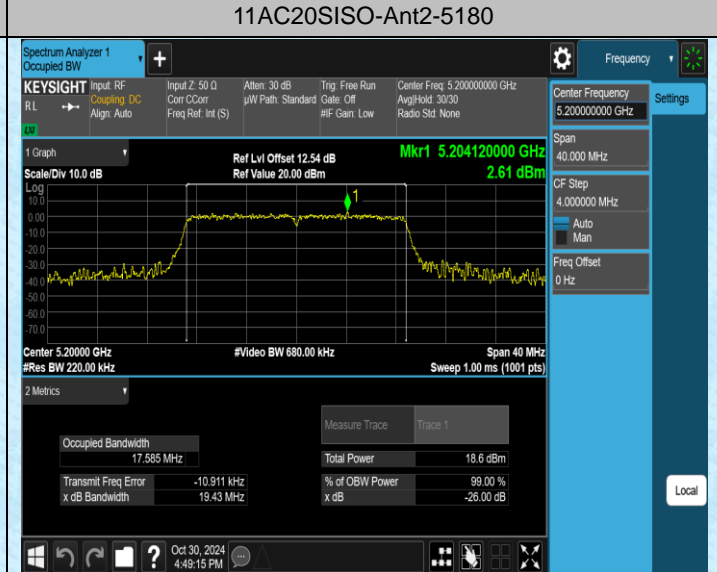 11AC20SISO-Ant2-5180
Spectrum Analyzer 1
Occupied BW
Frequency
KEYSIGHT Input: RF Input Z: 50 Ω Atten: 30 dB Trig: Free Run Center Freq: 5.200000000 GHz
RL Coupling: DC Corr CCorr µW Path: Standard Gate: Off Avg|Hold: 30/30
Align: Auto Freq Ref: Int (S) #IF Gain: Low Radio Std: None
Center Frequency
5.200000000 GHz
Settings
Span
40.000 MHz
CF Step
4.000000 MHz
Auto
Man
Freq Offset
0 Hz
1 Graph
Ref Lvl Offset 12.54 dB
Mkr1 5.204120000 GHz
Scale/Div 10.0 dB
Ref Value 20.00 dBm
2.61 dBm
Log
10.0
1
0.00
-10.0
-20.0
-30.0
-40.0
-50.0
-60.0
-70.0
Center 5.20000 GHz #Video BW 680.00 kHz Span 40 MHz
#Res BW 220.00 kHz Sweep 1.00 ms (1001 pts)
2 Metrics
Measure Trace Trace 1
Occupied Bandwidth
17.585 MHz
Total Power 18.6 dBm
Transmit Freq Error -10.911 kHz
% of OBW Power 99.00 %
x dB Bandwidth 19.43 MHz
x dB -26.00 dB
Local
?
Oct 30, 2024
4:49:15 PM